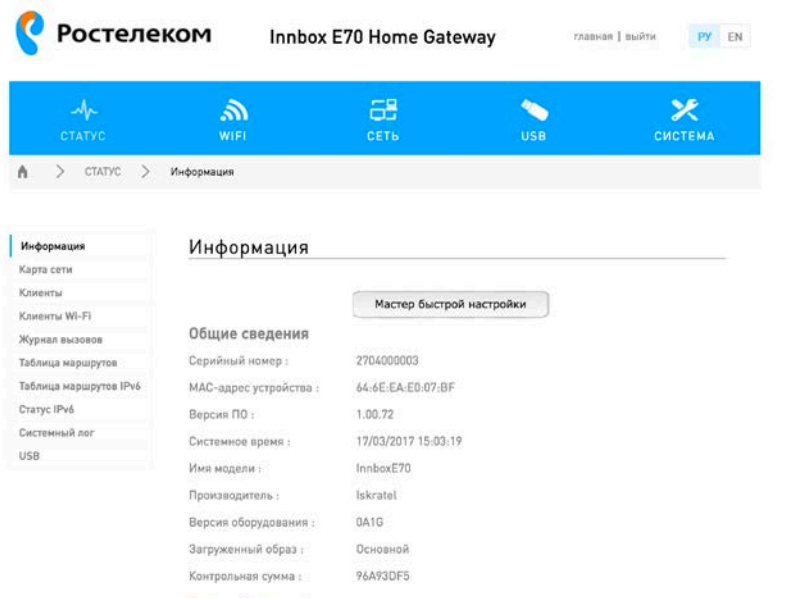 Ростелеком
Innbox E70 Home Gateway
главная | выйти
РУ EN
СТАТУС WIFI СЕТЬ USB СИСТЕМА
СТАТУС Информация
Информация
Карта сети
Клиенты
Клиенты Wi-Fi
Журнал вызовов
Таблица маршрутов
Таблица маршрутов IPv6
Статус IPv6
Системный лог
USB
Информация
Мастер быстрой настройки
Общие сведения
Серийный номер : 2704000003
MAC-адрес устройства : 64:6E:EA:E0:07:BF
Версия ПО : 1.00.72
Системное время : 17/03/2017 15:03:19
Имя модели : InnboxE70
Производитель : Iskratel
Версия оборудования : 0A1G
Загруженный образ : Основной
Контрольная сумма : 96A93DF5